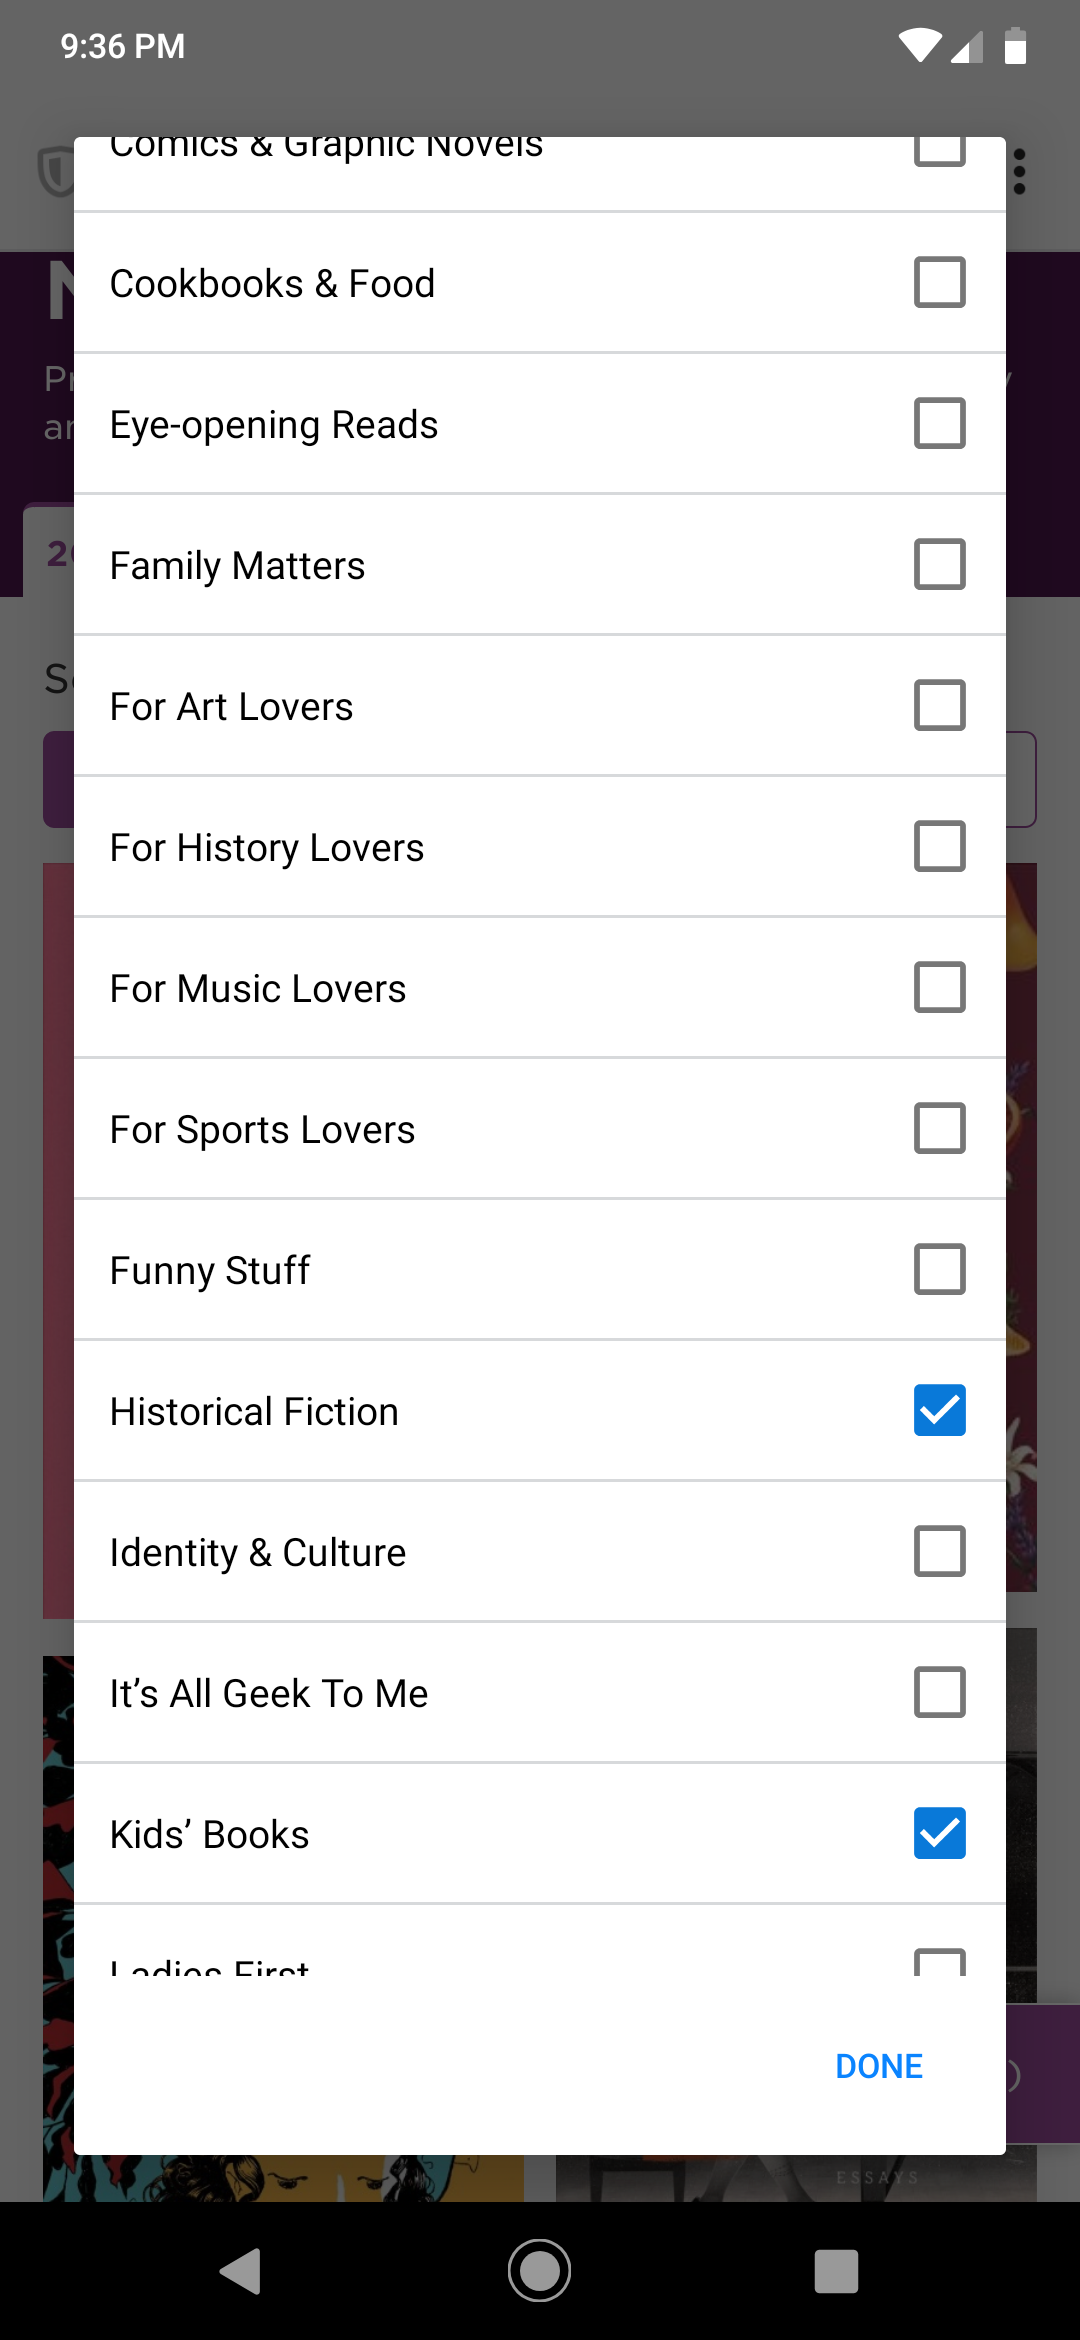 9:36 PM
Comics & Graphic Novels
Cookbooks & Food
Eye-opening Reads
Family Matters
For Art Lovers
For History Lovers
For Music Lovers
For Sports Lovers
Funny Stuff
Historical Fiction
Identity & Culture
It’s All Geek To Me
Kids’ Books
Ladies First
DONE
ESSAYS